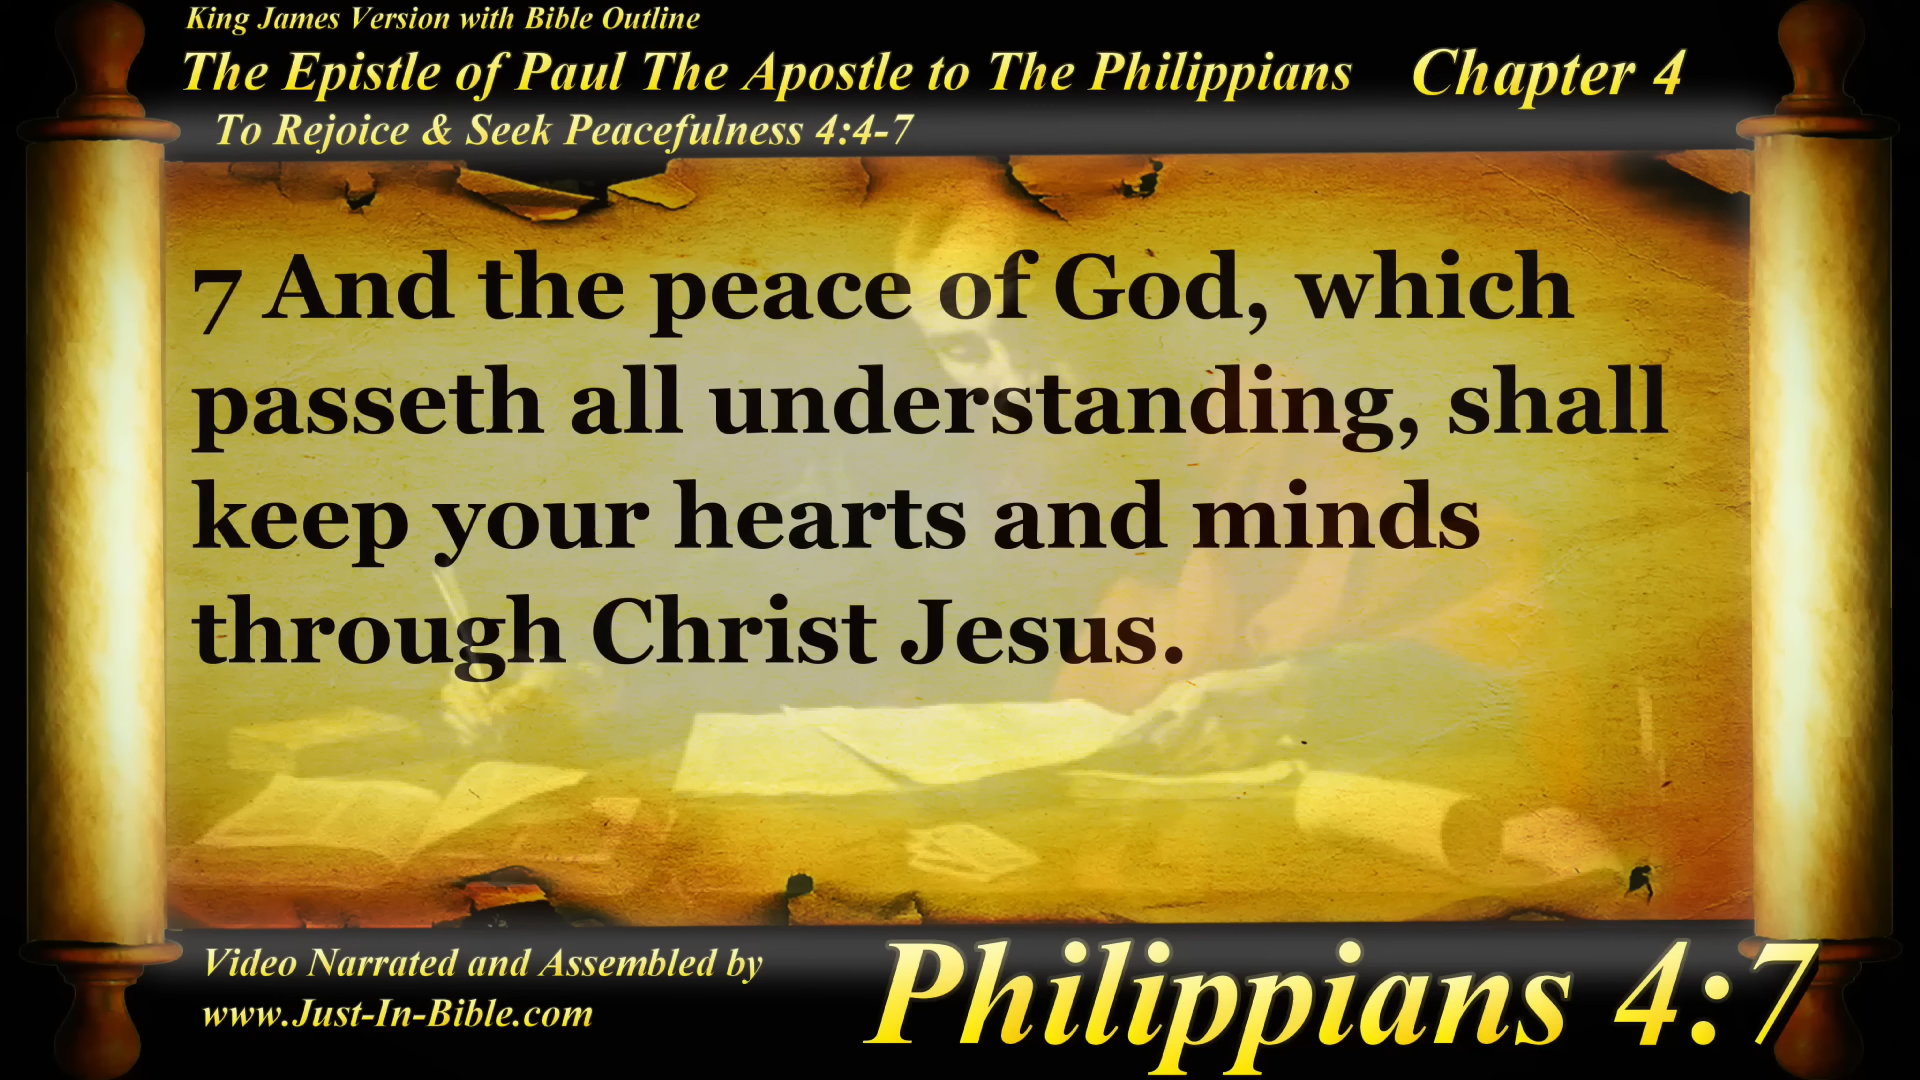 King James Version with Bible Outline
The Epistle of Paul The Apostle to The Philippians Chapter 4
To Rejoice & Seek Peacefulness 4:4-7
7 And the peace of God, which
passeth all understanding, shall
keep your hearts and minds
through Christ Jesus.
Video Narrated and Assembled by
www.Just-In-Bible.com
Philippians 4:7